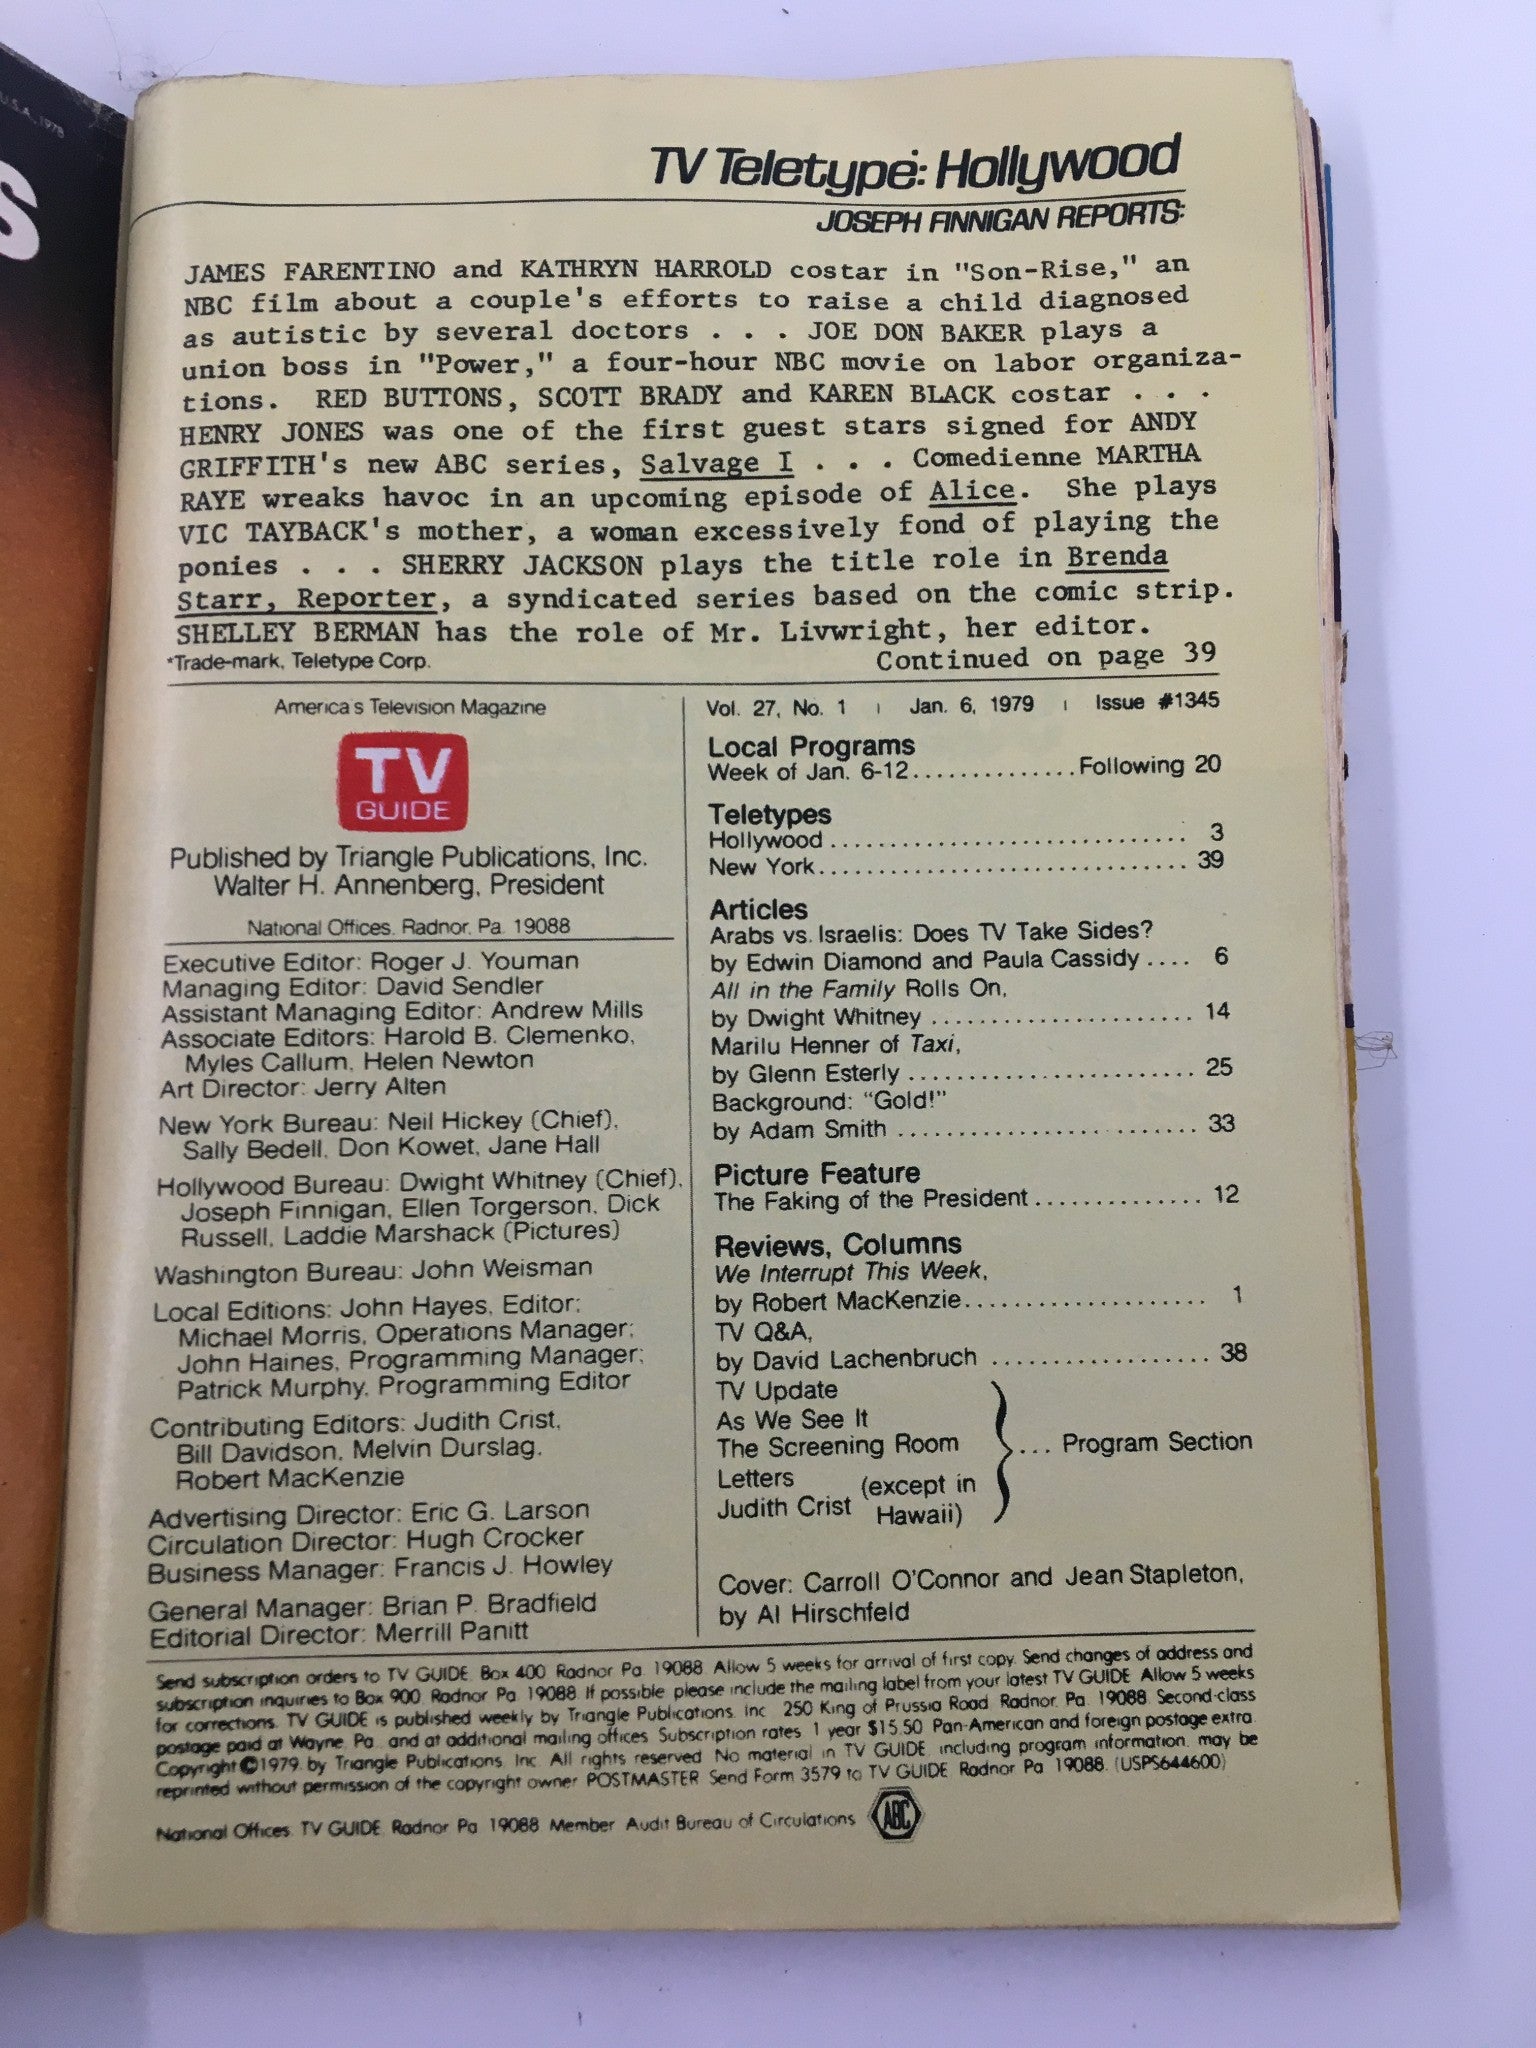 U.S.A., 1978
S
TV Teletype*: Hollywood
JOSEPH FINNIGAN REPORTS:
JAMES FARENTINO and KATHRYN HARROLD costar in "Son-Rise," an
NBC film about a couple's efforts to raise a child diagnosed
as autistic by several doctors . . . JOE DON BAKER plays a
union boss in "Power," a four-hour NBC movie on labor organiza-
tions. RED BUTTONS, SCOTT BRADY and KAREN BLACK costar . . .
HENRY JONES was one of the first guest stars signed for ANDY
GRIFFITH's new ABC series, Salvage I . . . Comedienne MARTHA
RAYE wreaks havoc in an upcoming episode of Alice. She plays
VIC TAYBACK's mother, a woman excessively fond of playing the
ponies . . . SHERRY JACKSON plays the title role in Brenda
Starr, Reporter, a syndicated series based on the comic strip.
SHELLEY BERMAN has the role of Mr. Livwright, her editor.
*Trade-mark, Teletype Corp.
Continued on page 39
America's Television Magazine
TV
GUIDE
Published by Triangle Publications, Inc.
Walter H. Annenberg, President
National Offices, Radnor, Pa. 19088
Executive Editor: Roger J. Youman
Managing Editor: David Sendler
Assistant Managing Editor: Andrew Mills
Associate Editors: Harold B. Clemenko,
Myles Callum, Helen Newton
Art Director: Jerry Alten
New York Bureau: Neil Hickey (Chief),
Sally Bedell, Don Kowet, Jane Hall
Hollywood Bureau: Dwight Whitney (Chief),
Joseph Finnigan, Ellen Torgerson, Dick
Russell, Laddie Marshack (Pictures)
Washington Bureau: John Weisman
Local Editions: John Hayes, Editor;
Michael Morris, Operations Manager;
John Haines, Programming Manager;
Patrick Murphy, Programming Editor
Contributing Editors: Judith Crist,
Bill Davidson, Melvin Durslag,
Robert MacKenzie
Advertising Director: Eric G. Larson
Circulation Director: Hugh Crocker
Business Manager: Francis J. Howley
General Manager: Brian P. Bradfield
Editorial Director: Merrill Panitt
Vol. 27, No. 1 | Jan. 6, 1979 | Issue #1345
Local Programs
Week of Jan. 6-12..............Following 20
Teletypes
Hollywood .............................. 3
New York............................... 39
Articles
Arabs vs. Israelis: Does TV Take Sides?
by Edwin Diamond and Paula Cassidy .... 6
All in the Family Rolls On,
by Dwight Whitney ...................... 14
Marilu Henner of Taxi,
by Glenn Esterly ........................ 25
Background: "Gold!"
by Adam Smith ......................... 33
Picture Feature
The Faking of the President.............. 12
Reviews, Columns
We Interrupt This Week,
by Robert MacKenzie..................... 1
TV Q&A,
by David Lachenbruch .................. 38
TV Update
As We See It
The Screening Room ... Program Section
Letters (except in
Judith Crist Hawaii)
Cover: Carroll O'Connor and Jean Stapleton,
by Al Hirschfeld
Send subscription orders to TV GUIDE, Box 400, Radnor, Pa. 19088. Allow 5 weeks for arrival of first copy. Send changes of address and
subscription inquiries to Box 900, Radnor, Pa. 19088. If possible, please include the mailing label from your latest TV GUIDE. Allow 5 weeks
for corrections. TV GUIDE is published weekly by Triangle Publications, Inc., 250 King of Prussia Road, Radnor, Pa. 19088. Second-class
postage paid at Wayne, Pa., and at additional mailing offices. Subscription rates: 1 year $15.50. Pan-American and foreign postage extra.
Copyright ©1979 by Triangle Publications, Inc. All rights reserved. No material in TV GUIDE, including program information, may be
reprinted without permission of the copyright owner. POSTMASTER: Send Form 3579 to TV GUIDE, Radnor, Pa. 19088. (USPS644600)
National Offices, TV GUIDE, Radnor, Pa. 19088. Member, Audit Bureau of Circulations
ABC